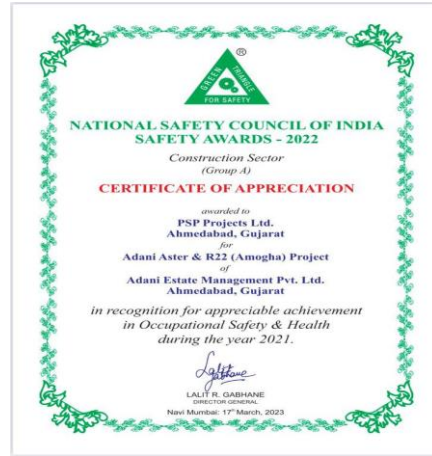 ®
GREEN TRIANGLE
FOR SAFETY
NATIONAL SAFETY COUNCIL OF INDIA
SAFETY AWARDS - 2022
Construction Sector
(Group A)
CERTIFICATE OF APPRECIATION
awarded to
PSP Projects Ltd.
Ahmedabad, Gujarat
for
Adani Aster & R22 (Amogha) Project
of
Adani Estate Management Pvt. Ltd.
Ahmedabad, Gujarat
in recognition for appreciable achievement
in Occupational Safety & Health
during the year 2021.
Lalit
Gabhane
LALIT R. GABHANE
DIRECTOR GENERAL
Navi Mumbai: 17th March, 2023